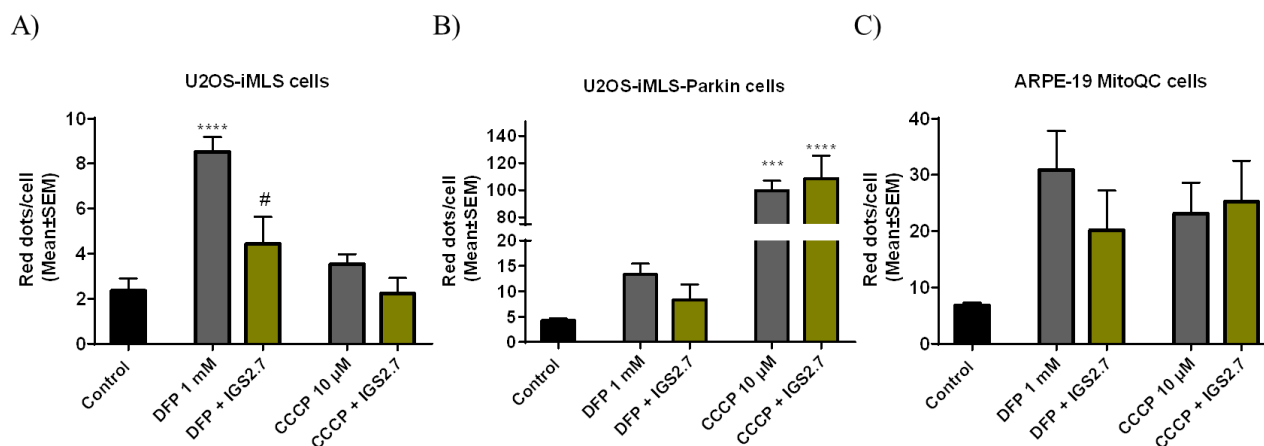 A)
B)
C)
U2OS-iMLS cells
Red dots/cell
(Mean±SEM)
10
8
6
4
2
0
****
#
Control
DFP 1 mM
DFP + IGS2.7
CCCP 10 µM
CCCP + IGS2.7
U2OS-iMLS-Parkin cells
Red dots/cell
(Mean±SEM)
140
120
100
80
60
20
15
10
5
0
***
****
Control
DFP 1 mM
DFP + IGS2.7
CCCP 10 µM
CCCP + IGS2.7
ARPE-19 MitoQC cells
Red dots/cell
(Mean±SEM)
40
30
20
10
0
Control
DFP 1 mM
DFP + IGS2.7
CCCP 10 µM
CCCP + IGS2.7